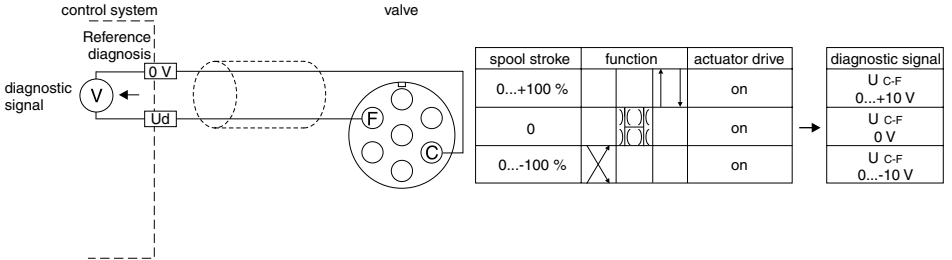 control system
valve
Reference
diagnosis
0 V
diagnostic
signal
V
Ud
F
C
spool stroke function actuator drive diagnostic signal
0...+100 % on U C-F
0...+10 V
0 on U C-F
0 V
0...-100 % on U C-F
0...-10 V